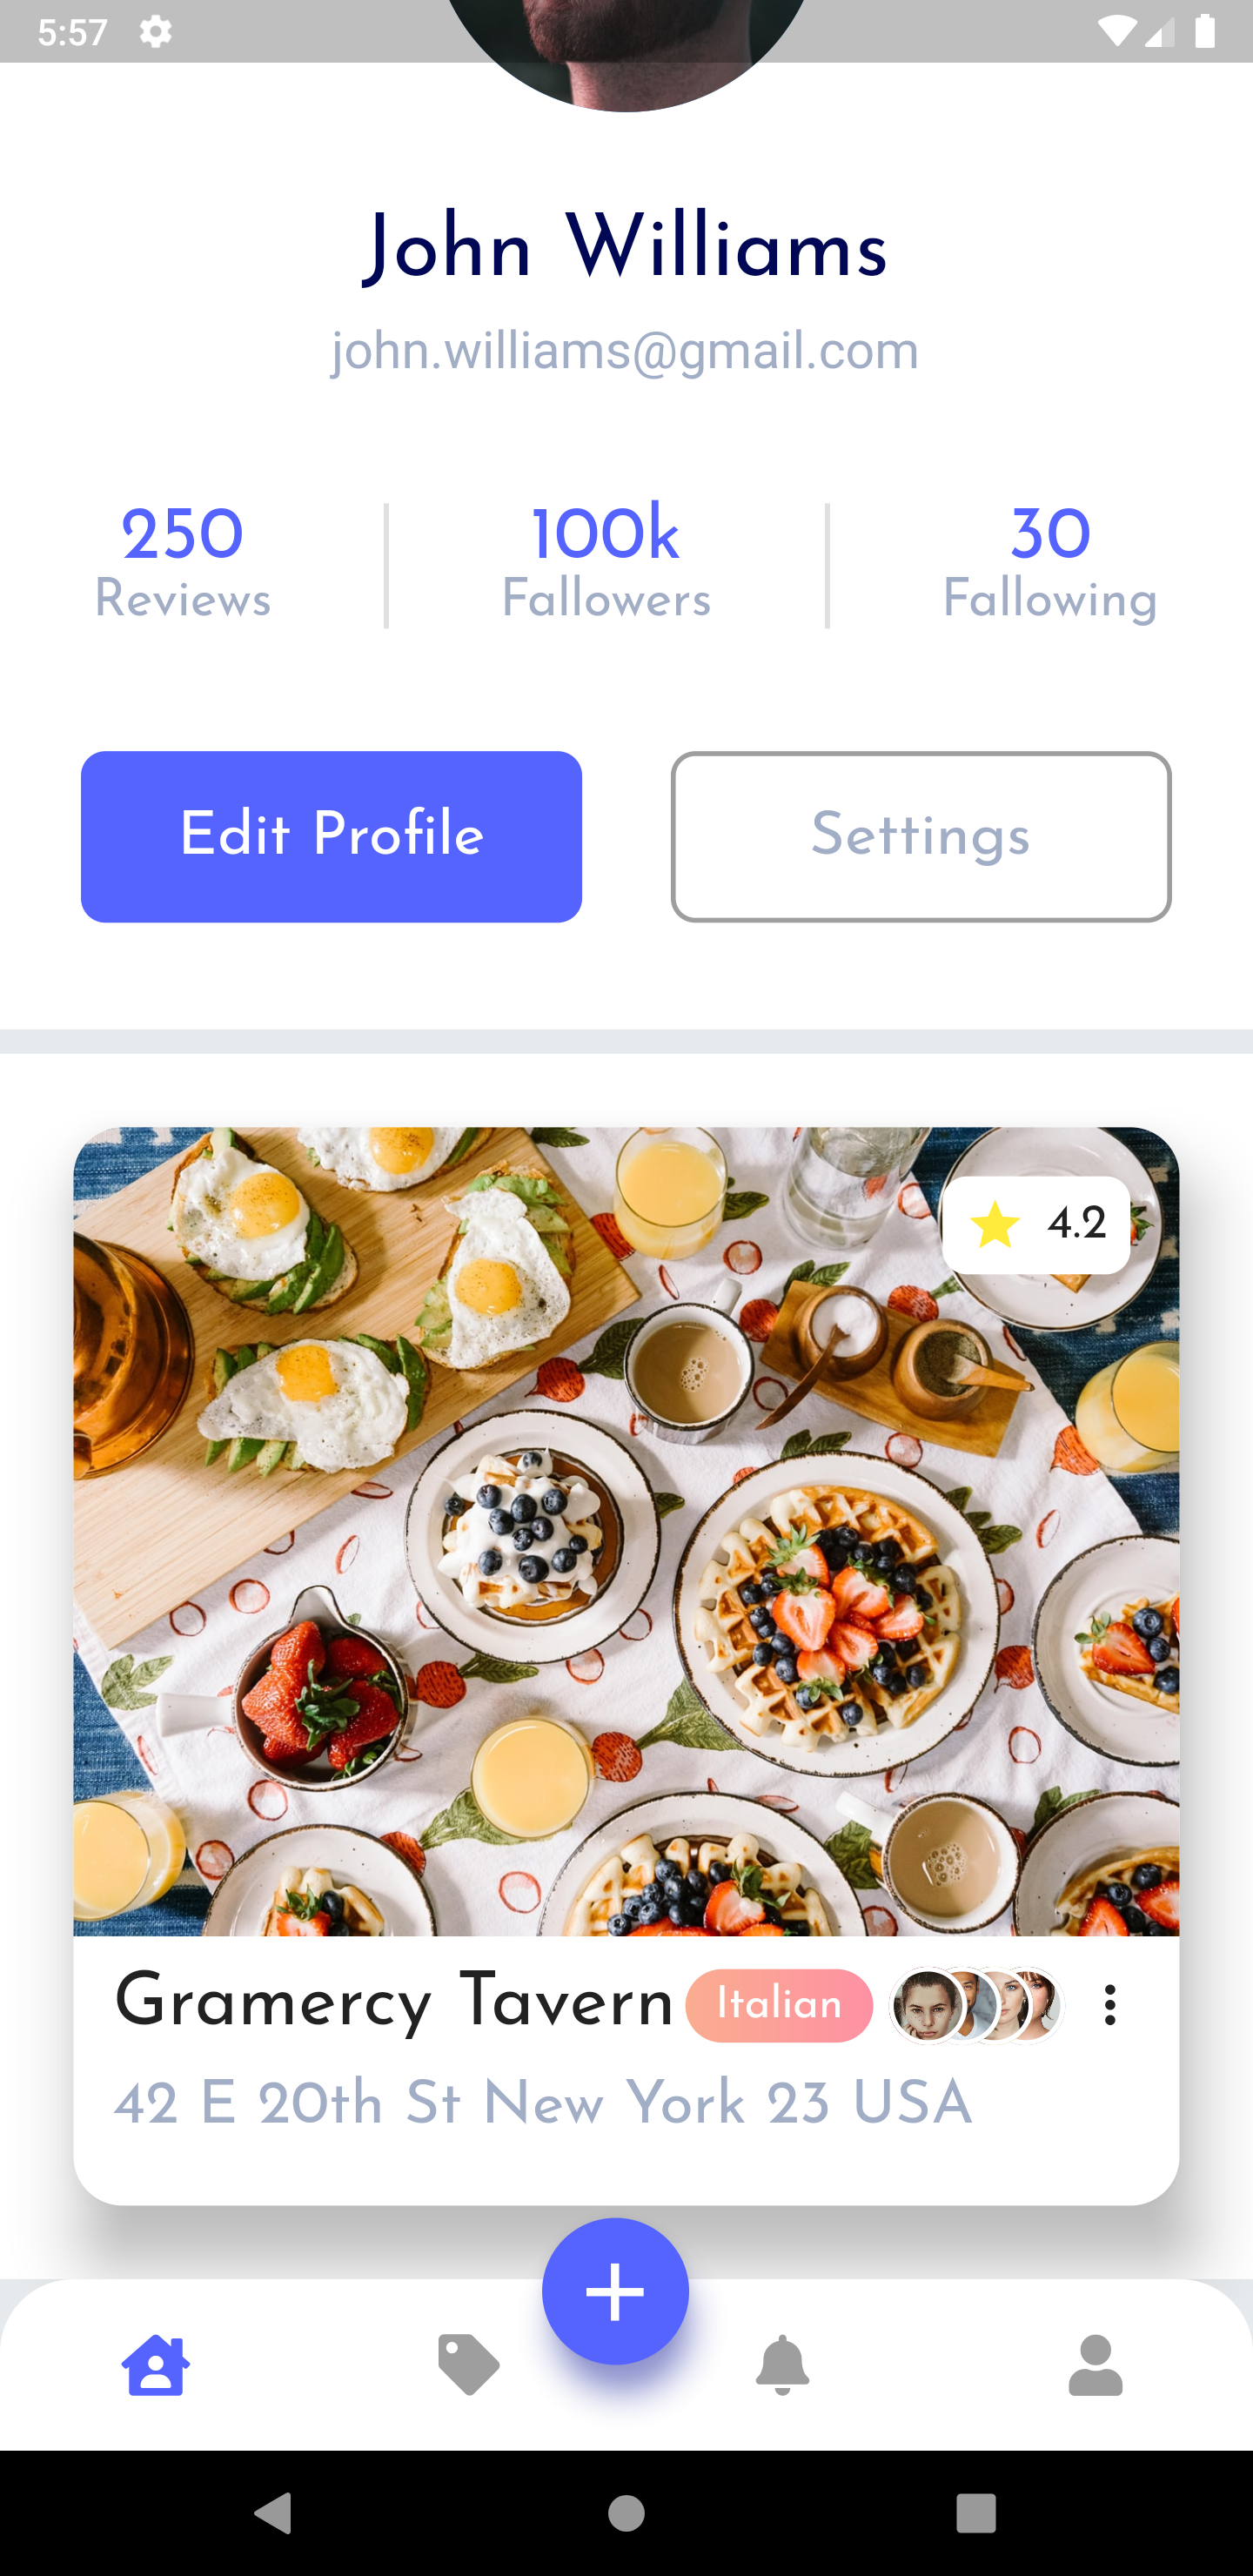 5:57
John Williams
john.williams@gmail.com
250 100k 30
Reviews Fallowers Fallowing
Edit Profile Settings
4.2
Gramercy Tavern Italian
42 E 20th St New York 23 USA